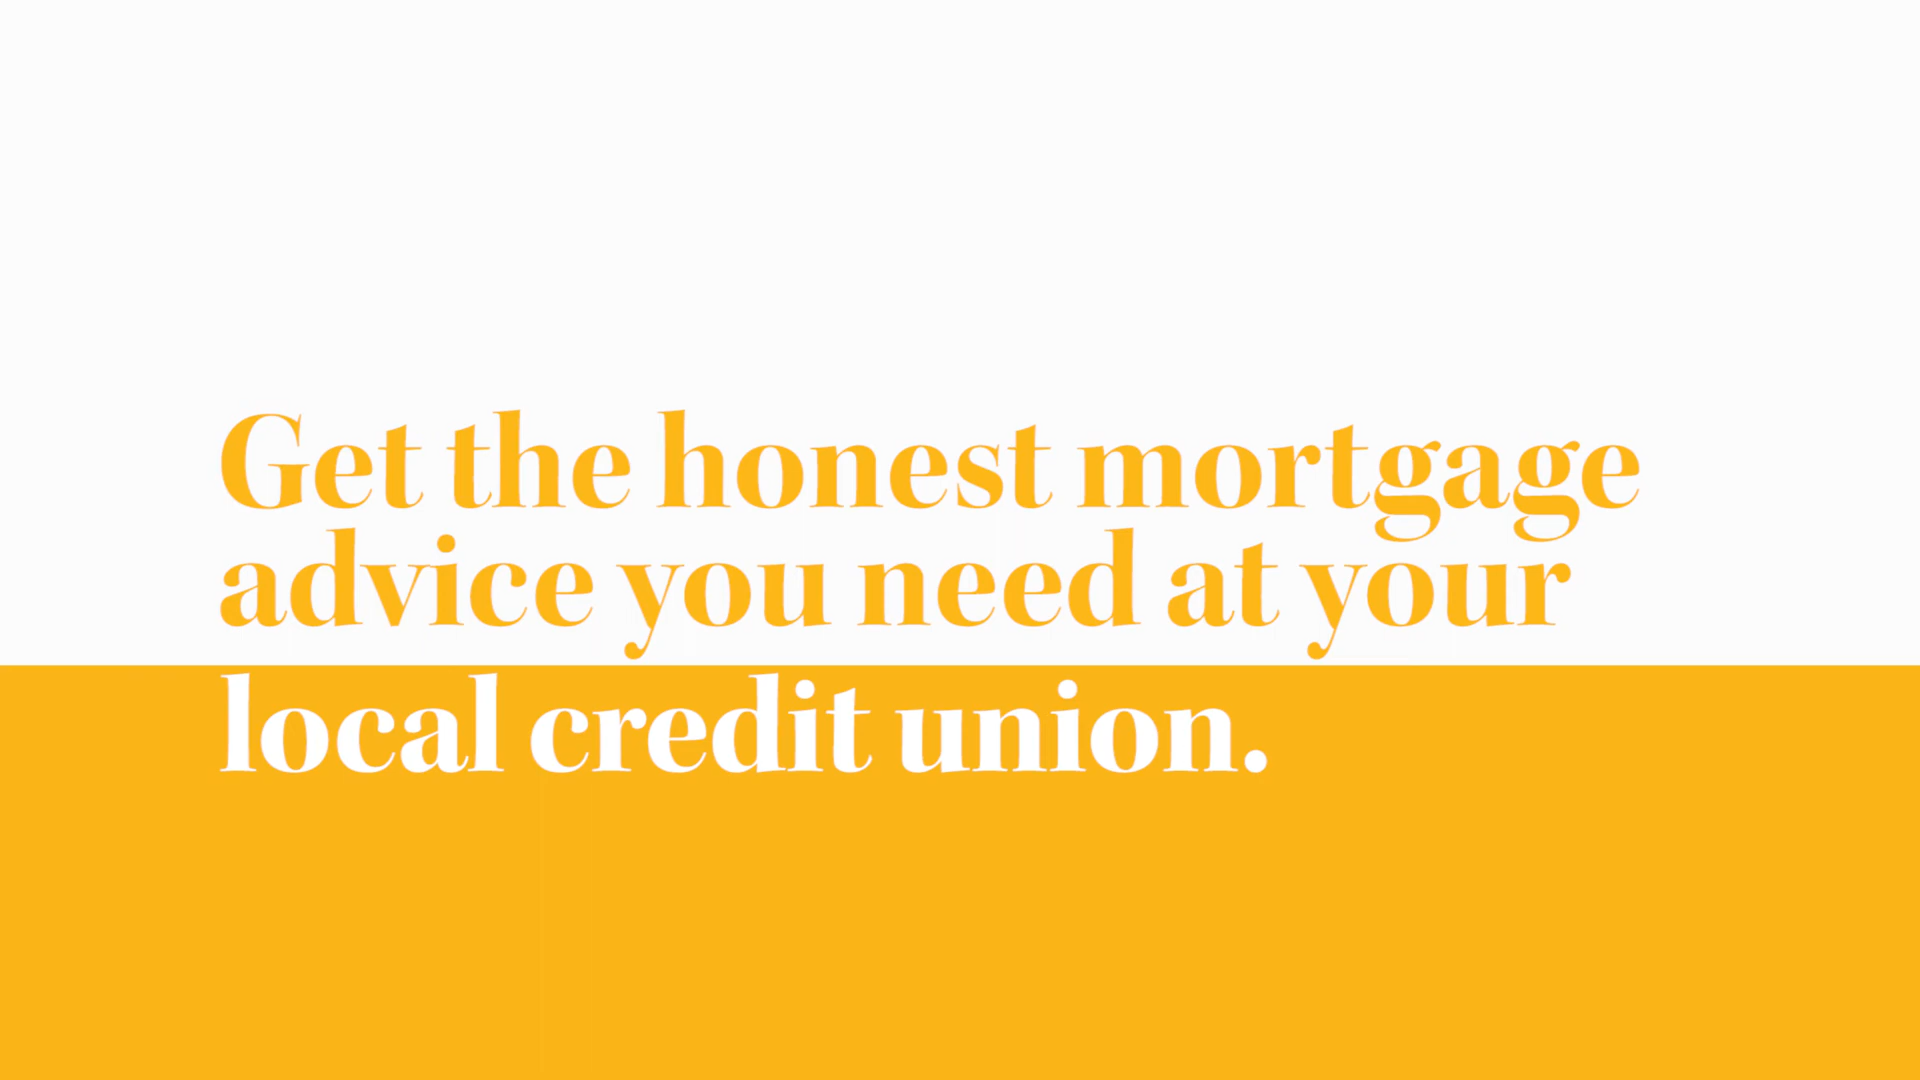 Get the honest mortgage
advice you need at your
local credit union.